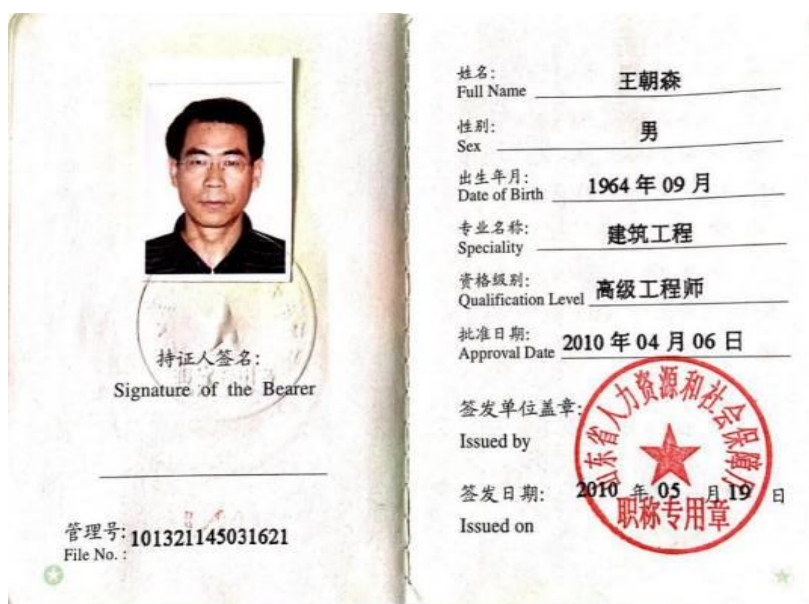 持证人签名:
Signature of the Bearer
管理号: 101321145031621
File No. :
姓名: 王朝森
Full Name
性别: 男
Sex
出生年月: 1964 年 09 月
Date of Birth
专业名称: 建筑工程
Speciality
资格级别: 高级工程师
Qualification Level
批准日期: 2010 年 04 月 06 日
Approval Date
签发单位盖章:
Issued by
山东省人力资源和社会保障厅
职称专用章
签发日期: 2010 年 05 月 19 日
Issued on